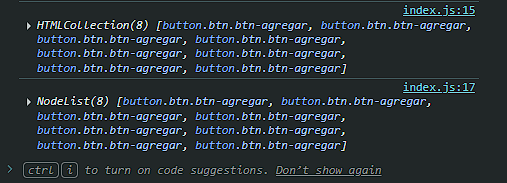 index.js:15
HTMLCollection(8) [button.btn.btn-agregar, button.btn.btn-agregar,
button.btn.btn-agregar, button.btn.btn-agregar,
button.btn.btn-agregar, button.btn.btn-agregar,
button.btn.btn-agregar, button.btn.btn-agregar]
index.js:17
NodeList(8) [button.btn.btn-agregar, button.btn.btn-agregar,
button.btn.btn-agregar, button.btn.btn-agregar,
button.btn.btn-agregar, button.btn.btn-agregar,
button.btn.btn-agregar, button.btn.btn-agregar]
ctrl i to turn on code suggestions. Don't show again